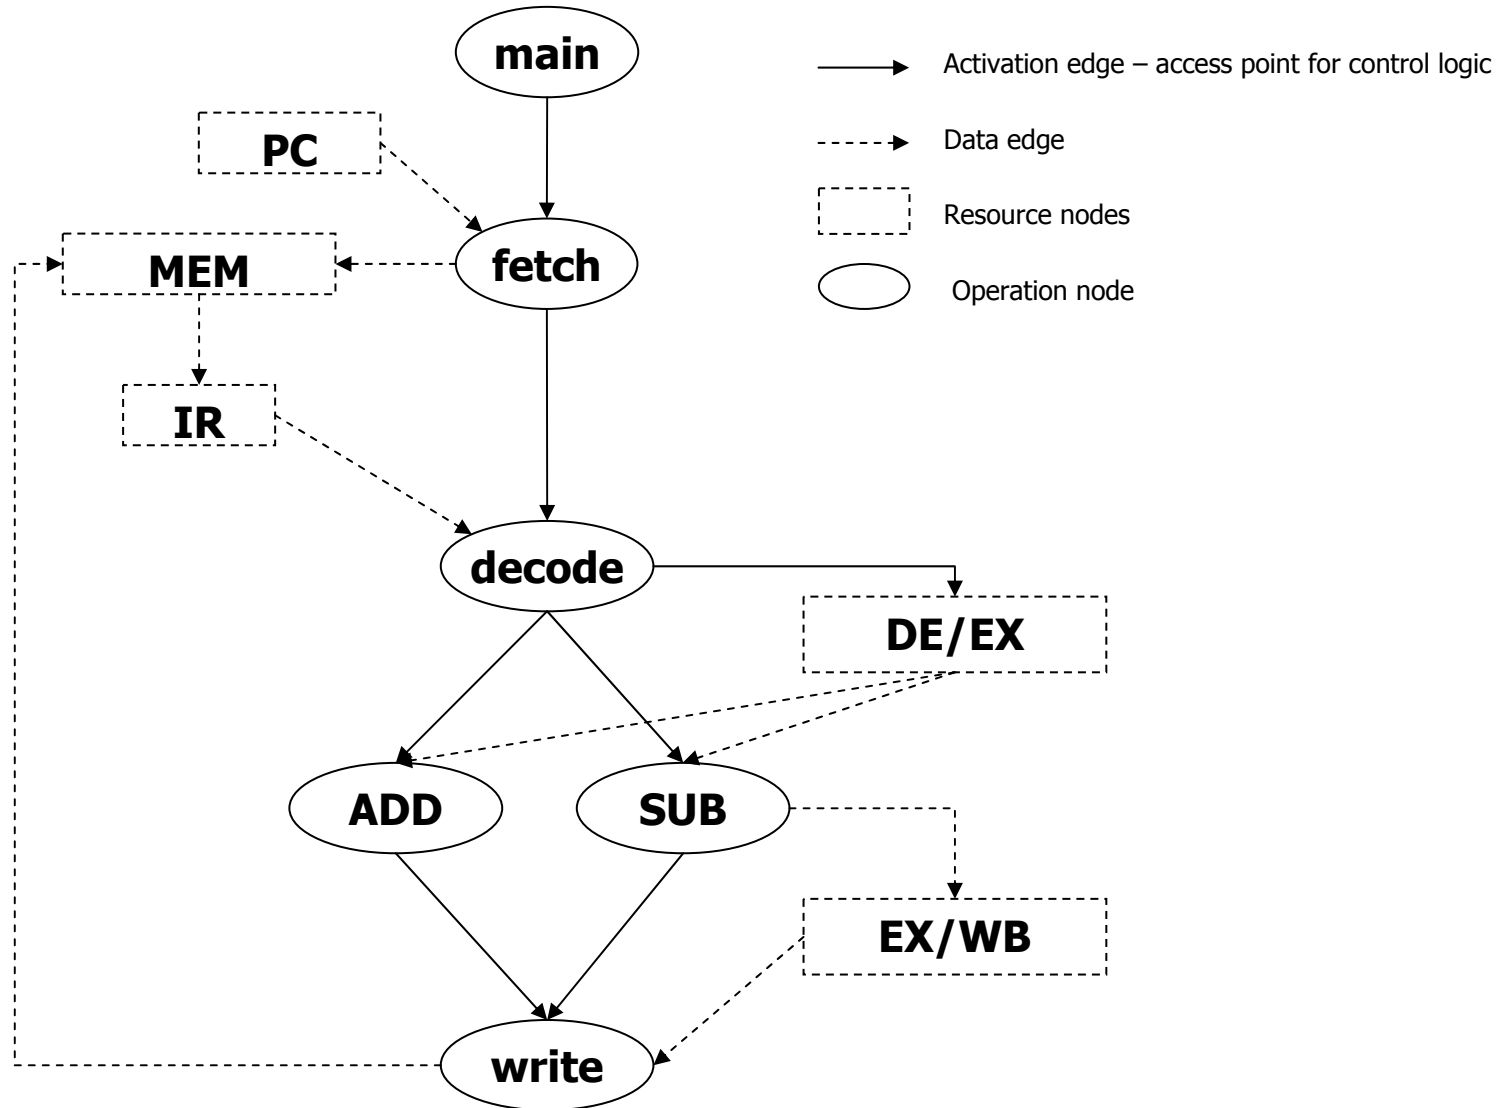 main
Activation edge – access point for control logic
PC
Data edge
Resource nodes
MEM
fetch
Operation node
IR
decode
DE/EX
ADD
SUB
EX/WB
write